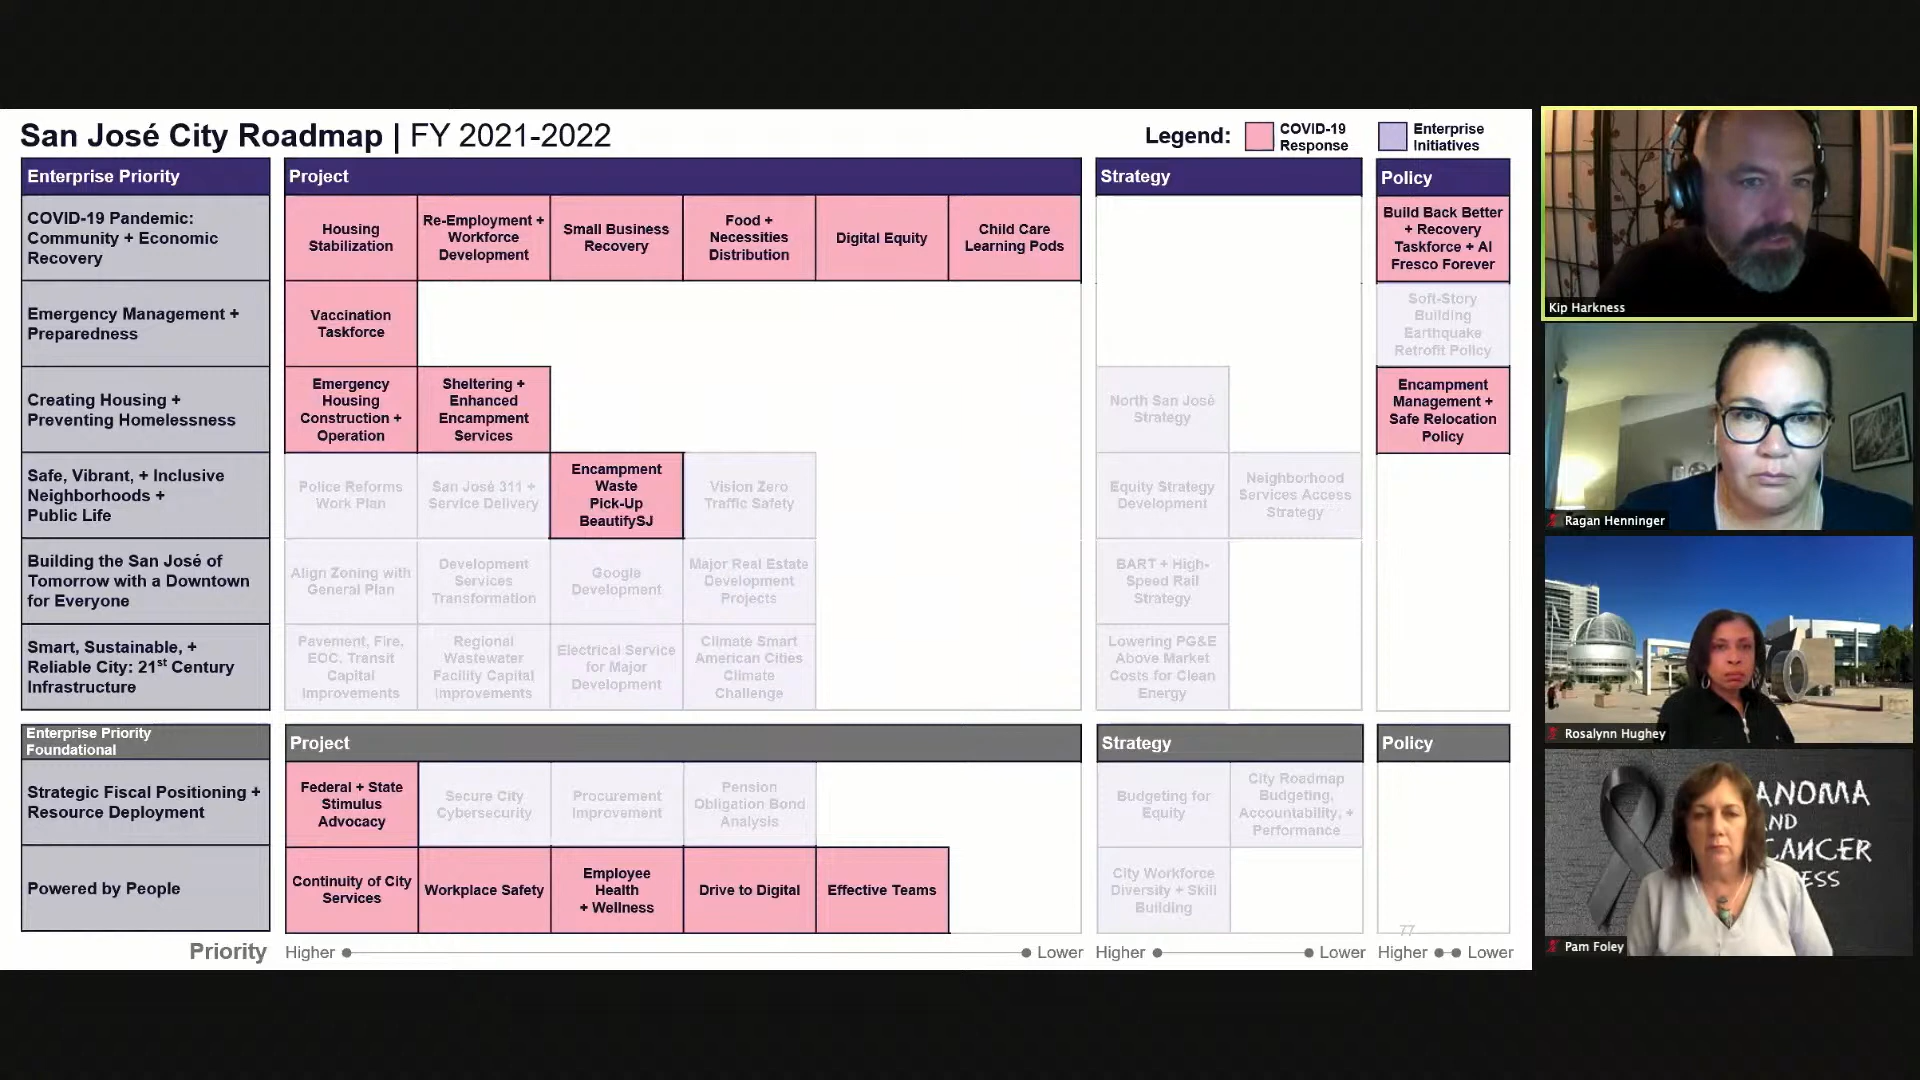 San José City Roadmap | FY 2021-2022
Legend:
COVID-19
Response
Enterprise
Initiatives
Enterprise Priority
Project
Strategy
Policy
COVID-19 Pandemic:
Community + Economic
Recovery
Housing
Stabilization
Re-Employment +
Workforce
Development
Small Business
Recovery
Food +
Necessities
Distribution
Digital Equity
Child Care
Learning Pods
Build Back Better
+ Recovery
Taskforce + Al
Fresco Forever
Emergency Management +
Preparedness
Vaccination
Taskforce
Soft-Story
Building
Earthquake
Retrofit Policy
Creating Housing +
Preventing Homelessness
Emergency
Housing
Construction +
Operation
Sheltering +
Enhanced
Encampment
Services
North San José
Strategy
Encampment
Management +
Safe Relocation
Policy
Safe, Vibrant, + Inclusive
Neighborhoods +
Public Life
Police Reforms
Work Plan
San José 311 +
Service Delivery
Encampment
Waste
Pick-Up
BeautifySJ
Vision Zero
Traffic Safety
Equity Strategy
Development
Neighborhood
Services Access
Strategy
Building the San José of
Tomorrow with a Downtown
for Everyone
Align Zoning with
General Plan
Development
Services
Transformation
Google
Development
Major Real Estate
Development
Projects
BART + High-
Speed Rail
Strategy
Smart, Sustainable, +
Reliable City: 21st Century
Infrastructure
Pavement, Fire,
EOC, Transit
Capital
Improvements
Regional
Wastewater
Facility Capital
Improvements
Electrical Service
for Major
Development
Climate Smart
American Cities
Climate
Challenge
Lowering PG&E
Above Market
Costs for Clean
Energy
Enterprise Priority
Foundational
Project
Strategy
Policy
Strategic Fiscal Positioning +
Resource Deployment
Federal + State
Stimulus
Advocacy
Secure City
Cybersecurity
Procurement
Improvement
Pension
Obligation Bond
Analysis
Budgeting for
Equity
City Roadmap
Budgeting,
Accountability, +
Performance
Powered by People
Continuity of City
Services
Workplace Safety
Employee
Health
+ Wellness
Drive to Digital
Effective Teams
City Workforce
Diversity + Skill
Building
77
Priority
Higher
Lower
Higher
Lower
Higher
Lower
Kip Harkness
Ragan Henninger
Rosalynn Hughey
ANOMA
ND
CANCER
ESS
Pam Foley